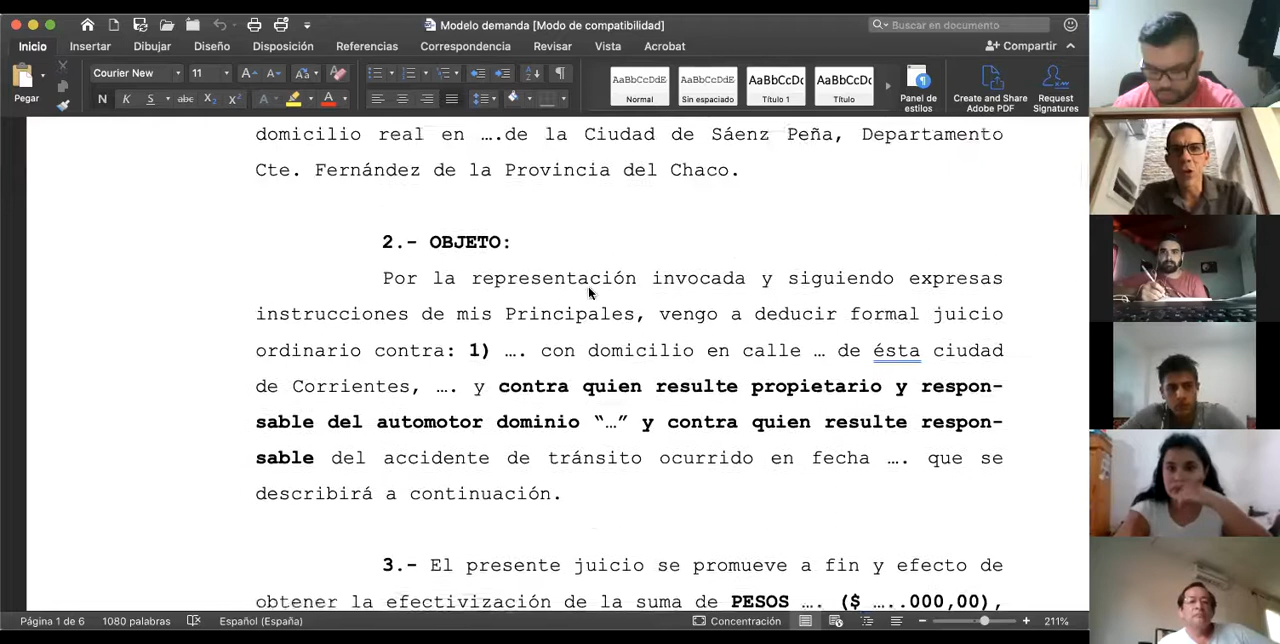 Modelo demanda [Modo de compatibilidad]
Buscar en documento
Inicio Insertar Dibujar Diseño Disposición Referencias Correspondencia Revisar Vista Acrobat
Compartir
Pegar
Courier New 11
AaBbCcDdE AaBbCcDdE AaBbCcDc AaBbCcDc
Normal Sin espaciado Título 1 Título
Panel de estilos
Create and Share Adobe PDF
Request Signatures
domicilio real en ….de la Ciudad de Sáenz Peña, Departamento
Cte. Fernández de la Provincia del Chaco.
2.- OBJETO:
Por la representación invocada y siguiendo expresas
instrucciones de mis Principales, vengo a deducir formal juicio
ordinario contra: 1) …. con domicilio en calle … de ésta ciudad
de Corrientes, …. y contra quien resulte propietario y respon-
sable del automotor dominio “…” y contra quien resulte respon-
sable del accidente de tránsito ocurrido en fecha …. que se
describirá a continuación.
3.- El presente juicio se promueve a fin y efecto de
obtener la efectivización de la suma de PESOS …. ($ …..000,00),
Página 1 de 6 1080 palabras Español (España) Concentración 211%